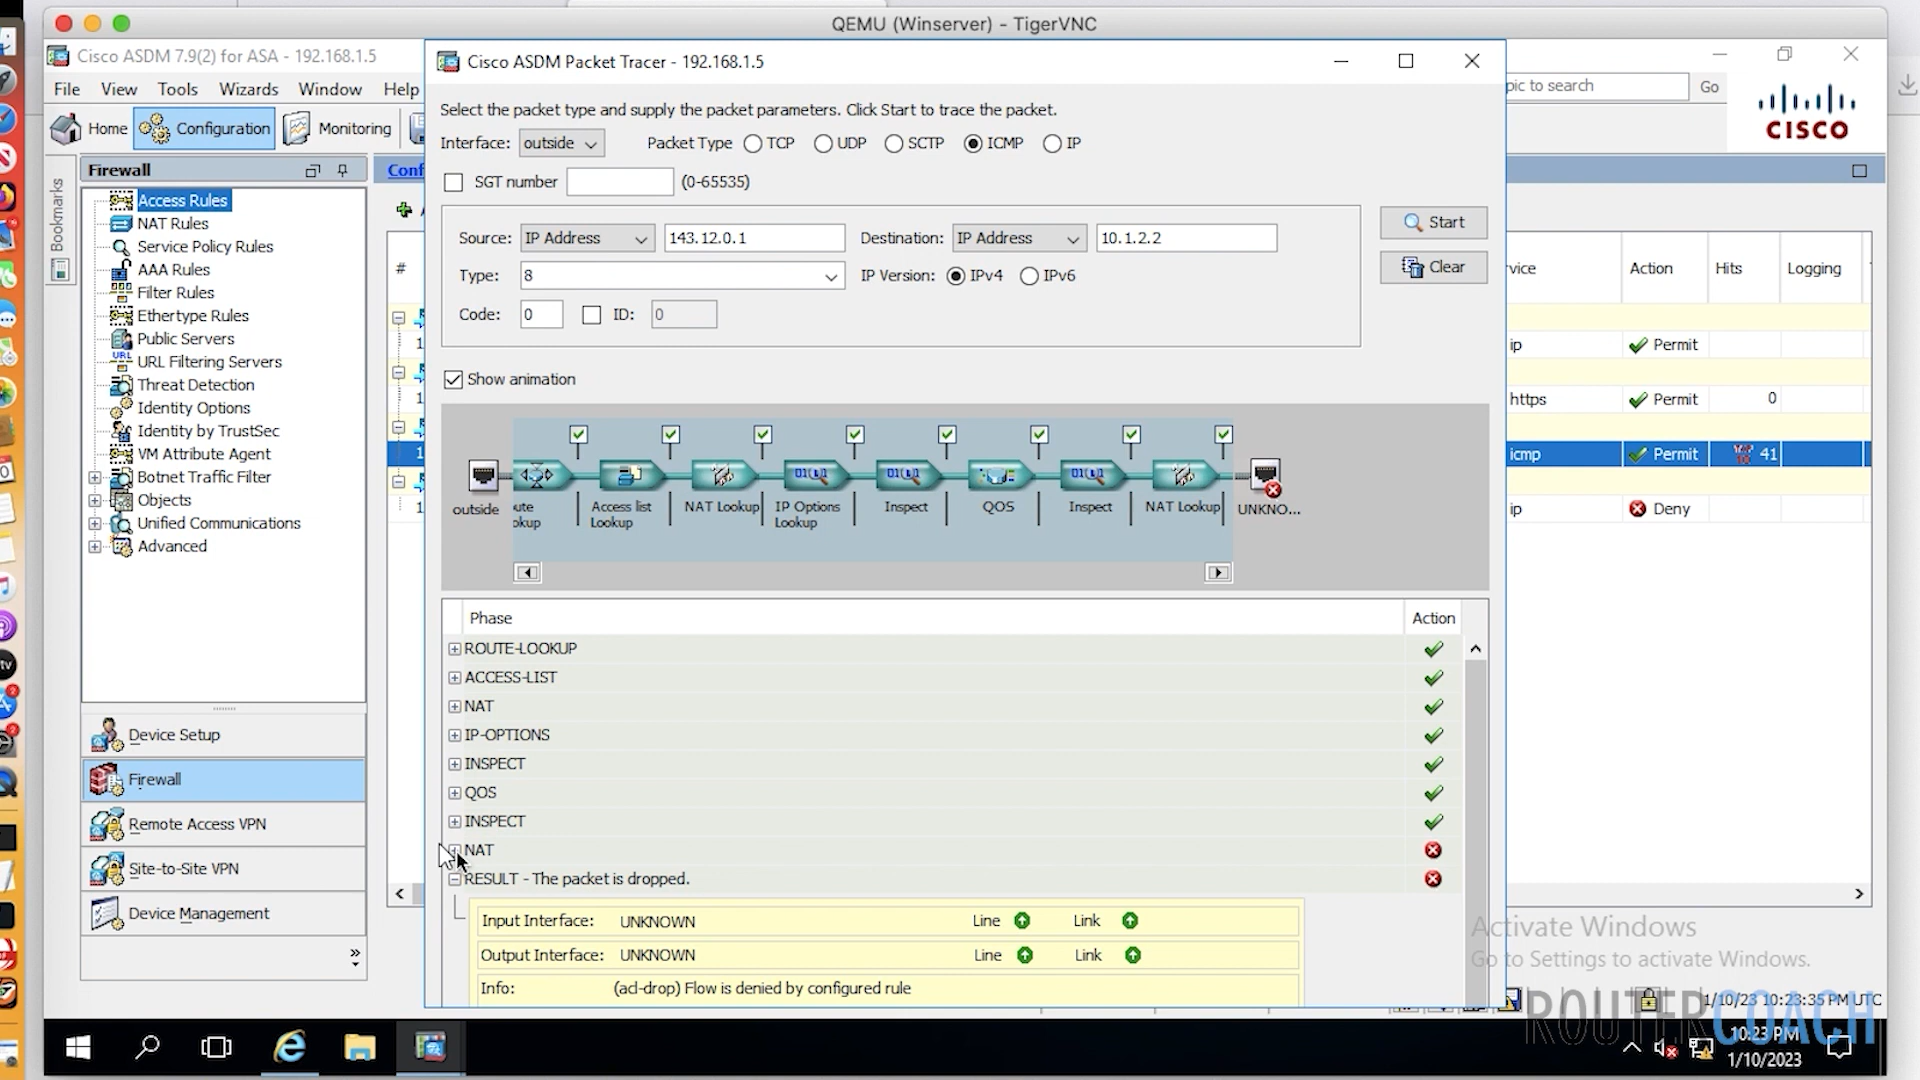 QEMU (Winserver) - TigerVNC
Cisco ASDM 7.9(2) for ASA - 192.168.1.5
Cisco ASDM Packet Tracer - 192.168.1.5
File View Tools Wizards Window Help
pic to search Go
Home Configuration Monitoring
CISCO
Select the packet type and supply the packet parameters. Click Start to trace the packet.
Interface: outside Packet Type TCP UDP SCTP ICMP IP
SGT number (0-65535)
Source: IP Address 143.12.0.1 Destination: IP Address 10.1.2.2
Type: 8 IP Version: IPv4 IPv6
Code: 0 ID: 0
Start
Clear
Show animation
outside
ute
okup
Access list
Lookup
NAT Lookup
IP Options
Lookup
Inspect
QOS
Inspect
NAT Lookup
UNKNO...
Phase Action
ROUTE-LOOKUP
ACCESS-LIST
NAT
IP-OPTIONS
INSPECT
QOS
INSPECT
NAT
RESULT - The packet is dropped.
Input Interface: UNKNOWN Line Link
Output Interface: UNKNOWN Line Link
Info: (acl-drop) Flow is denied by configured rule
Bookmarks
Firewall
Conf
Access Rules
NAT Rules
Service Policy Rules
AAA Rules
Filter Rules
Ethertype Rules
Public Servers
URL Filtering Servers
Threat Detection
Identity Options
Identity by TrustSec
VM Attribute Agent
Botnet Traffic Filter
Objects
Unified Communications
Advanced
Device Setup
Firewall
Remote Access VPN
Site-to-Site VPN
Device Management
#
vice Action Hits Logging
ip Permit
https Permit 0
icmp Permit 41
ip Deny
Activate Windows
Go to Settings to activate Windows.
1/10/23 10:23:35 PM UTC
ROUTERCOACH
10:23 PM
1/10/2023